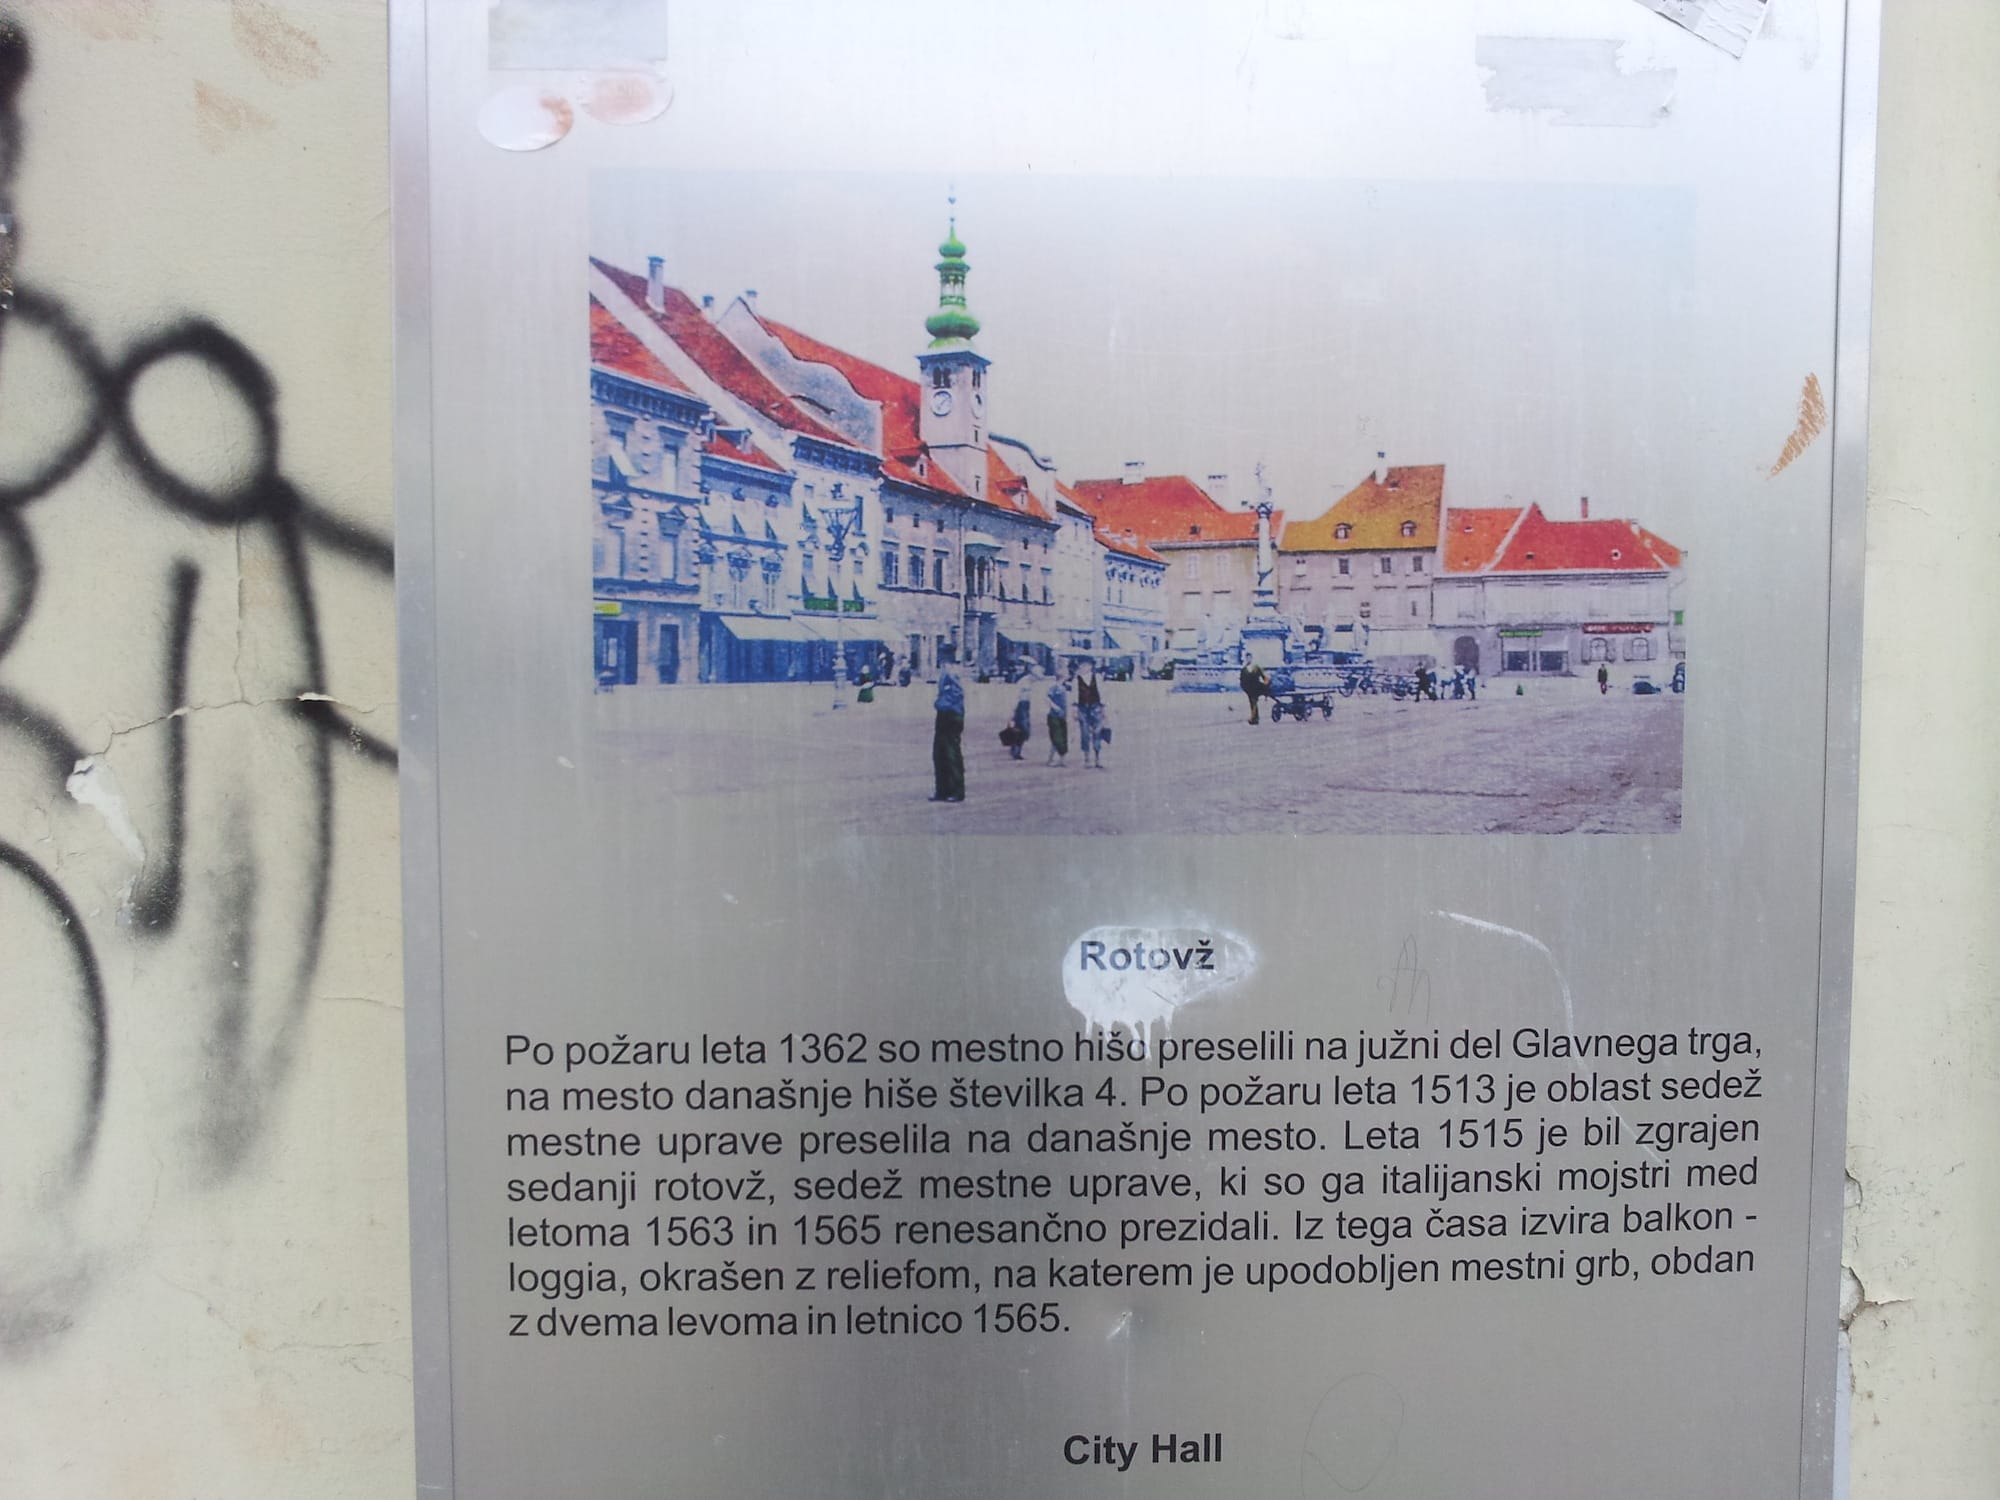 Rotovž
Po požaru leta 1362 so mestno hišo preselili na južni del Glavnega trga,
na mesto današnje hiše številka 4. Po požaru leta 1513 je oblast sedež
mestne uprave preselila na današnje mesto. Leta 1515 je bil zgrajen
sedanji rotovž, sedež mestne uprave, ki so ga italijanski mojstri med
letoma 1563 in 1565 renesančno prezidali. Iz tega časa izvira balkon -
loggia, okrašen z reliefom, na katerem je upodobljen mestni grb, obdan
z dvema levoma in letnico 1565.
City Hall